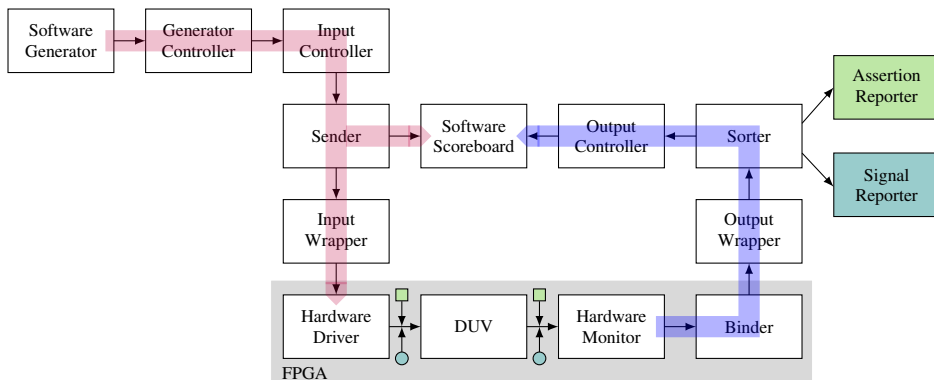 Software
Generator
Generator
Controller
Input
Controller
Assertion
Reporter
Sender
Software
Scoreboard
Output
Controller
Sorter
Signal
Reporter
Input
Wrapper
Output
Wrapper
Hardware
Driver
DUV
Hardware
Monitor
Binder
FPGA